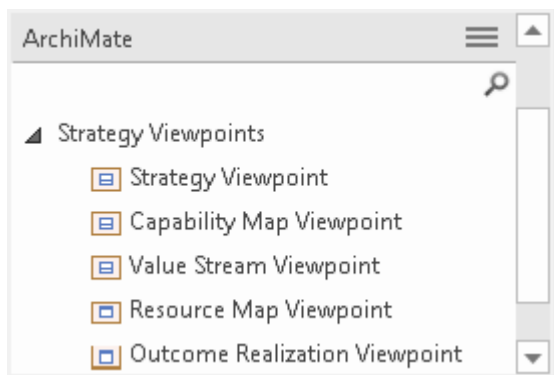 ArchiMate
Strategy Viewpoints
Strategy Viewpoint
Capability Map Viewpoint
Value Stream Viewpoint
Resource Map Viewpoint
Outcome Realization Viewpoint